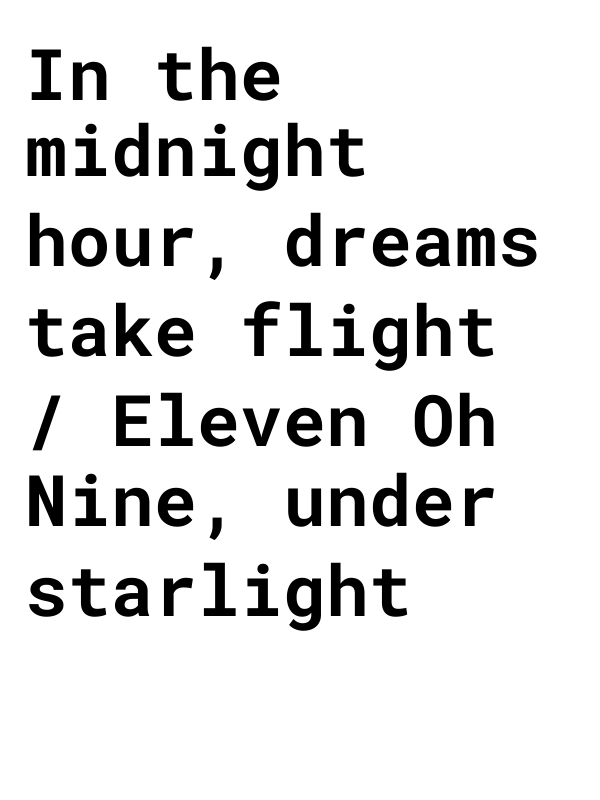 In the
midnight
hour, dreams
take flight
/ Eleven Oh
Nine, under
starlight